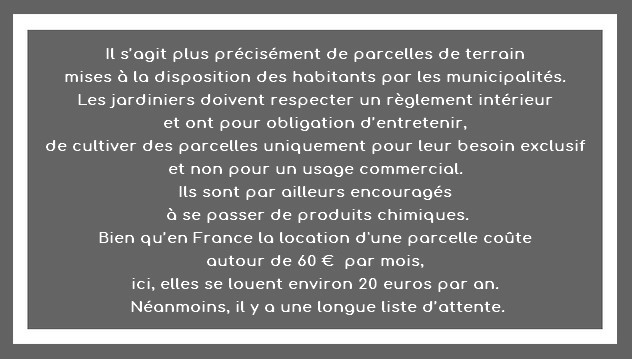 Il s'agit plus précisément de parcelles de terrain
mises à la disposition des habitants par les municipalités.
Les jardiniers doivent respecter un règlement intérieur
et ont pour obligation d'entretenir,
de cultiver des parcelles uniquement pour leur besoin exclusif
et non pour un usage commercial.
Ils sont par ailleurs encouragés
à se passer de produits chimiques.
Bien qu'en France la location d'une parcelle coûte
autour de 60 € par mois,
ici, elles se louent environ 20 euros par an.
Néanmoins, il y a une longue liste d'attente.